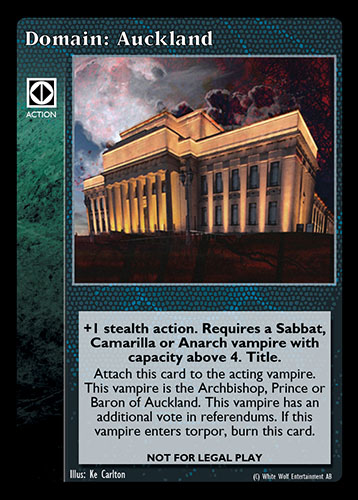 Domain: Auckland
ACTION
+1 stealth action. Requires a Sabbat,
Camarilla or Anarch vampire with
capacity above 4. Title.
Attach this card to the acting vampire.
This vampire is the Archbishop, Prince or
Baron of Auckland. This vampire has an
additional vote in referendums. If this
vampire enters torpor, burn this card.
NOT FOR LEGAL PLAY
Illus: Ke Carlton
(C) White Wolf Entertainment AB